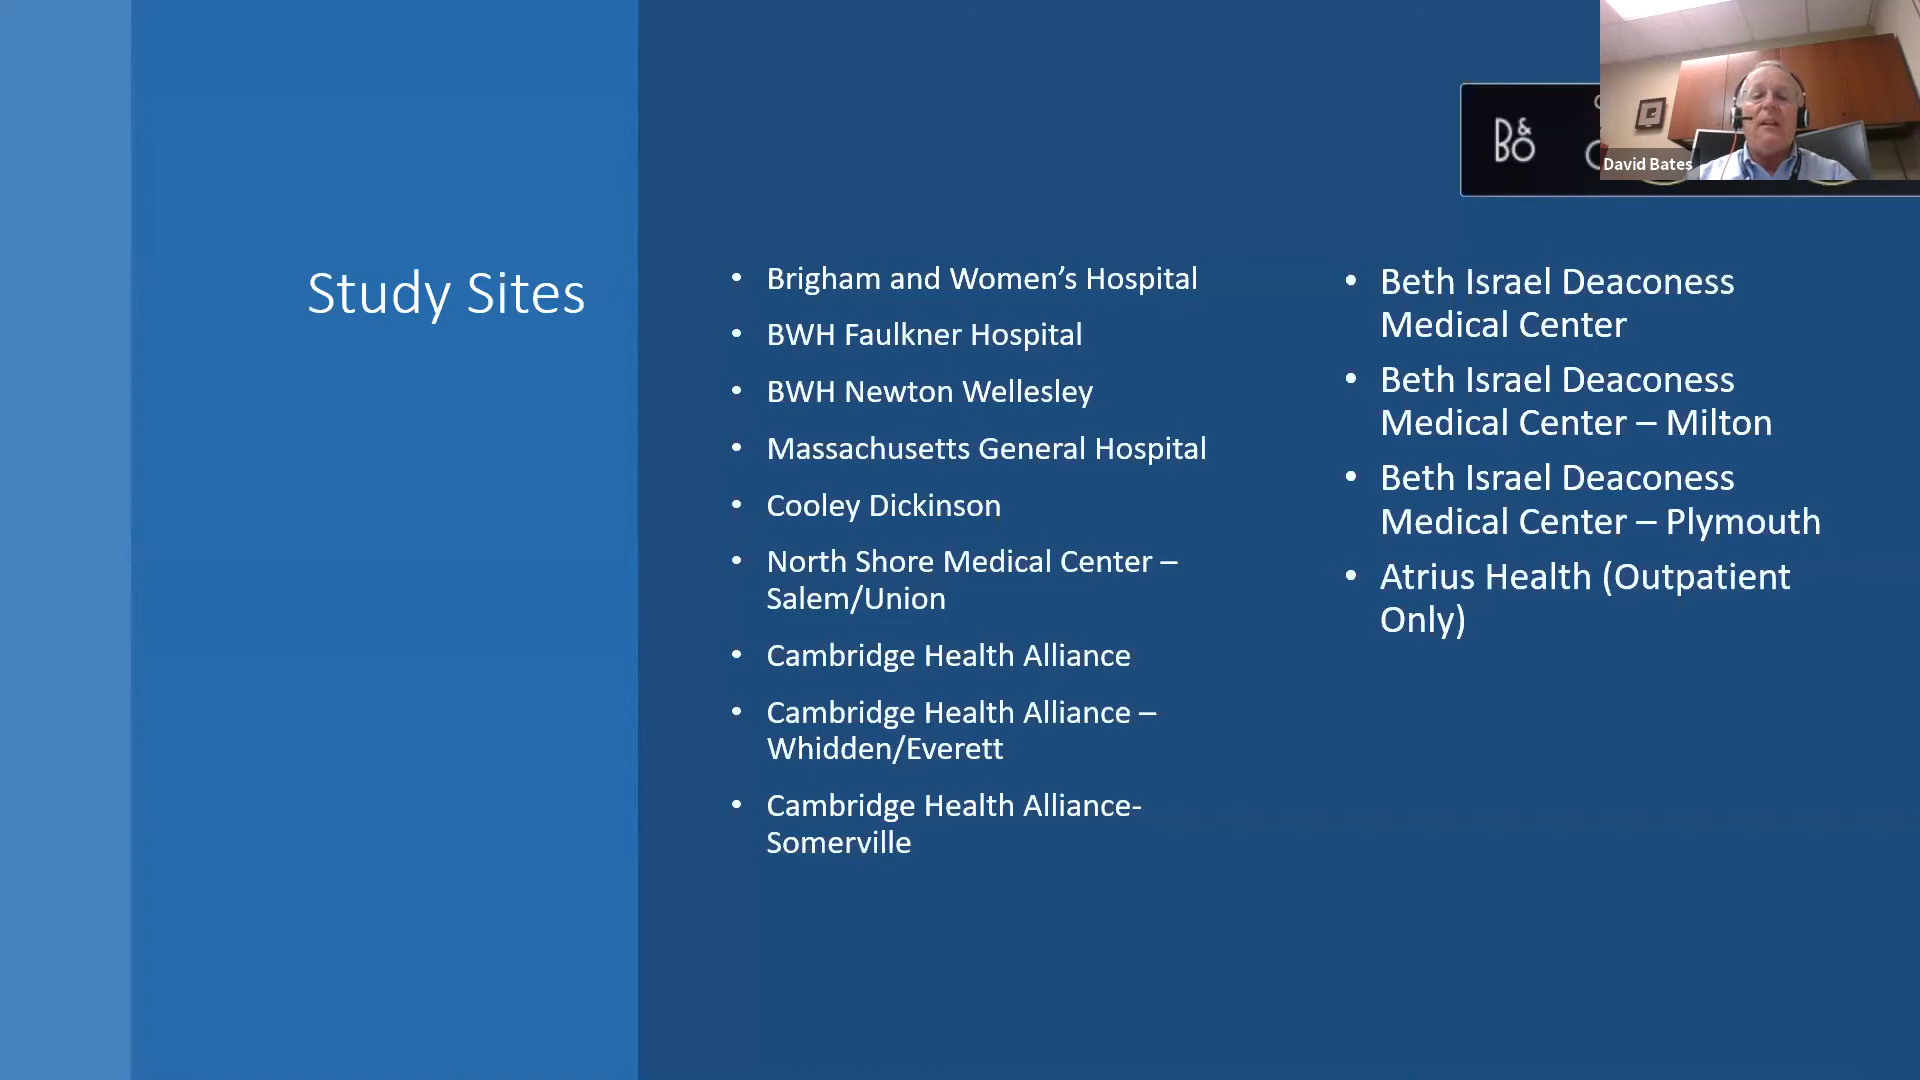 Study Sites
• Brigham and Women's Hospital
• BWH Faulkner Hospital
• BWH Newton Wellesley
• Massachusetts General Hospital
• Cooley Dickinson
• North Shore Medical Center –
Salem/Union
• Cambridge Health Alliance
• Cambridge Health Alliance –
Whidden/Everett
• Cambridge Health Alliance-
Somerville
• Beth Israel Deaconess
Medical Center
• Beth Israel Deaconess
Medical Center – Milton
• Beth Israel Deaconess
Medical Center – Plymouth
• Atrius Health (Outpatient
Only)
B&O
David Bates